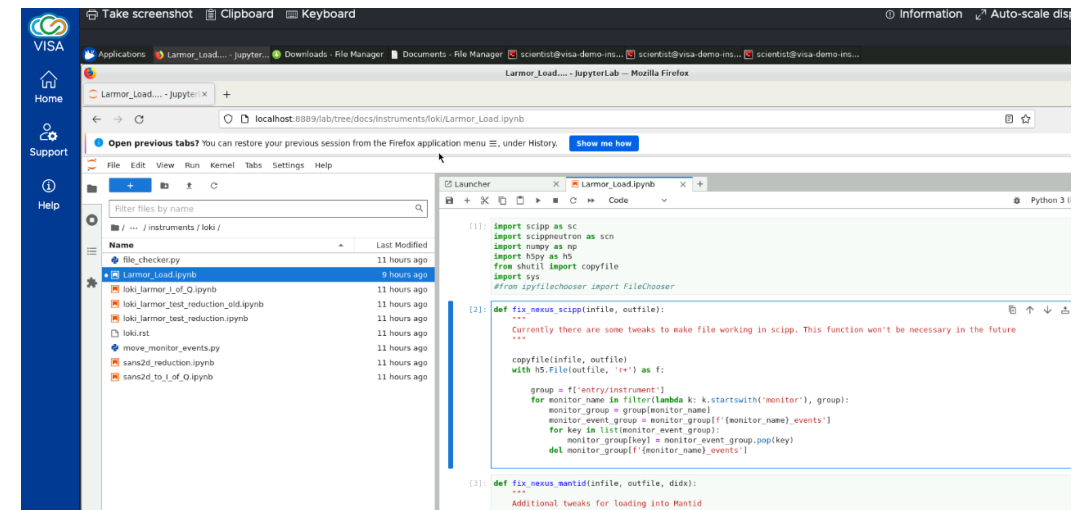 Take screenshot Clipboard Keyboard Information Auto-scale disp
VISA
Home
Support
Help
Applications Larmor_Load.... - Jupyter... Downloads - File Manager Documents - File Manager scientist@visa-demo-ins... scientist@visa-demo-ins... scientist@visa-demo-ins...
Larmor_Load.... - JupyterLab — Mozilla Firefox
Larmor_Load.... - Jupyter × +
localhost:8889/lab/tree/docs/instruments/loki/Larmor_Load.ipynb
Open previous tabs? You can restore your previous session from the Firefox application menu ☰, under History. Show me how
File Edit View Run Kernel Tabs Settings Help
+
Filter files by name
/ ··· / instruments / loki /
Name Last Modified
file_checker.py 11 hours ago
Larmor_Load.ipynb 9 hours ago
loki_larmor_I_of_Q.ipynb 11 hours ago
loki_larmor_test_reduction_old.ipynb 11 hours ago
loki_larmor_test_reduction.ipynb 11 hours ago
loki.rst 11 hours ago
move_monitor_events.py 11 hours ago
sans2d_reduction.ipynb 11 hours ago
sans2d_to_I_of_Q.ipynb 11 hours ago
Launcher × Larmor_Load.ipynb × +
Code Python 3 (i
[1]: import scipp as sc
import scippneutron as scn
import numpy as np
import h5py as h5
from shutil import copyfile
import sys
#from ipyfilechooser import FileChooser
[2]: def fix_nexus_scipp(infile, outfile):
"""
Currently there are some tweaks to make file working in scipp. This function won't be necessary in the future
"""
copyfile(infile, outfile)
with h5.File(outfile, 'r+') as f:
group = f['entry/instrument']
for monitor_name in filter(lambda k: k.startswith('monitor'), group):
monitor_group = group[monitor_name]
monitor_event_group = monitor_group[f'{monitor_name}_events']
for key in list(monitor_event_group):
monitor_group[key] = monitor_event_group.pop(key)
del monitor_group[f'{monitor_name}_events']
[3]: def fix_nexus_mantid(infile, outfile, didx):
"""
Additional tweaks for loading into Mantid